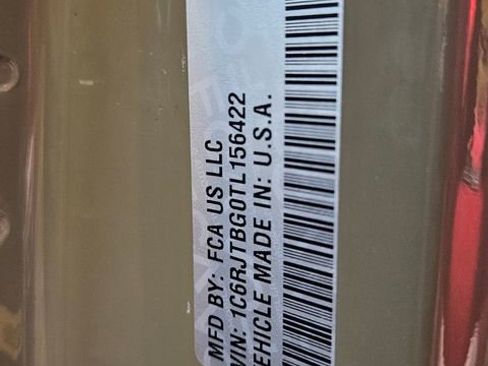 MFD BY: FCA US LLC
VIN: 1C6RJTBG0TL156422
VEHICLE MADE IN: U.S.A.